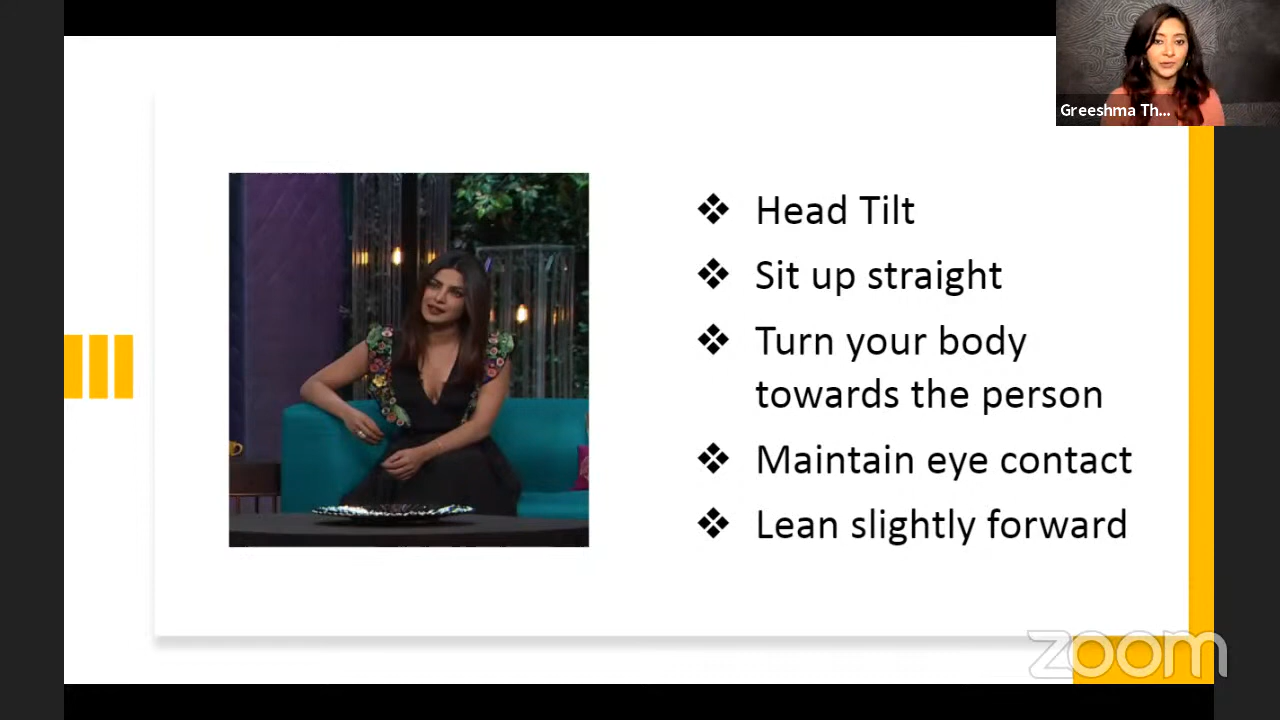 Greeshma Th...
❖ Head Tilt
❖ Sit up straight
❖ Turn your body
towards the person
❖ Maintain eye contact
❖ Lean slightly forward
zoom